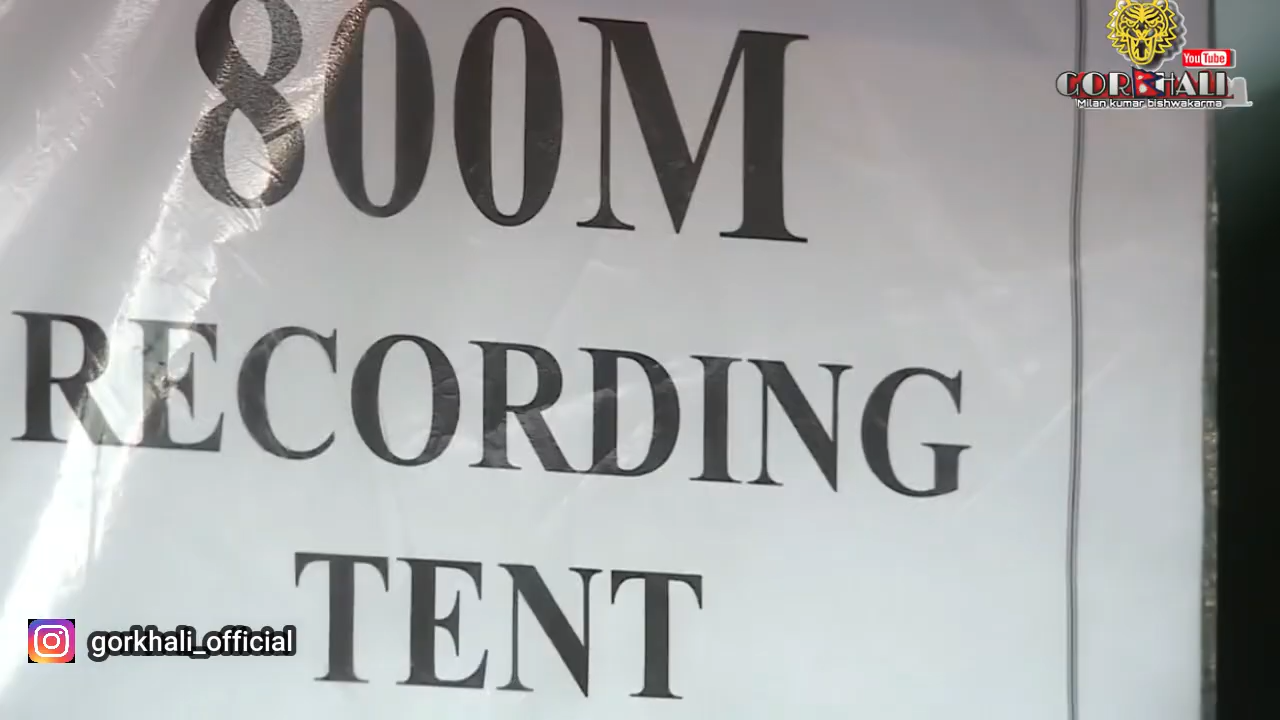 800M
RECORDING
TENT
YouTube
GORKHALI
Milan kumar bishwakarma
gorkhali_official